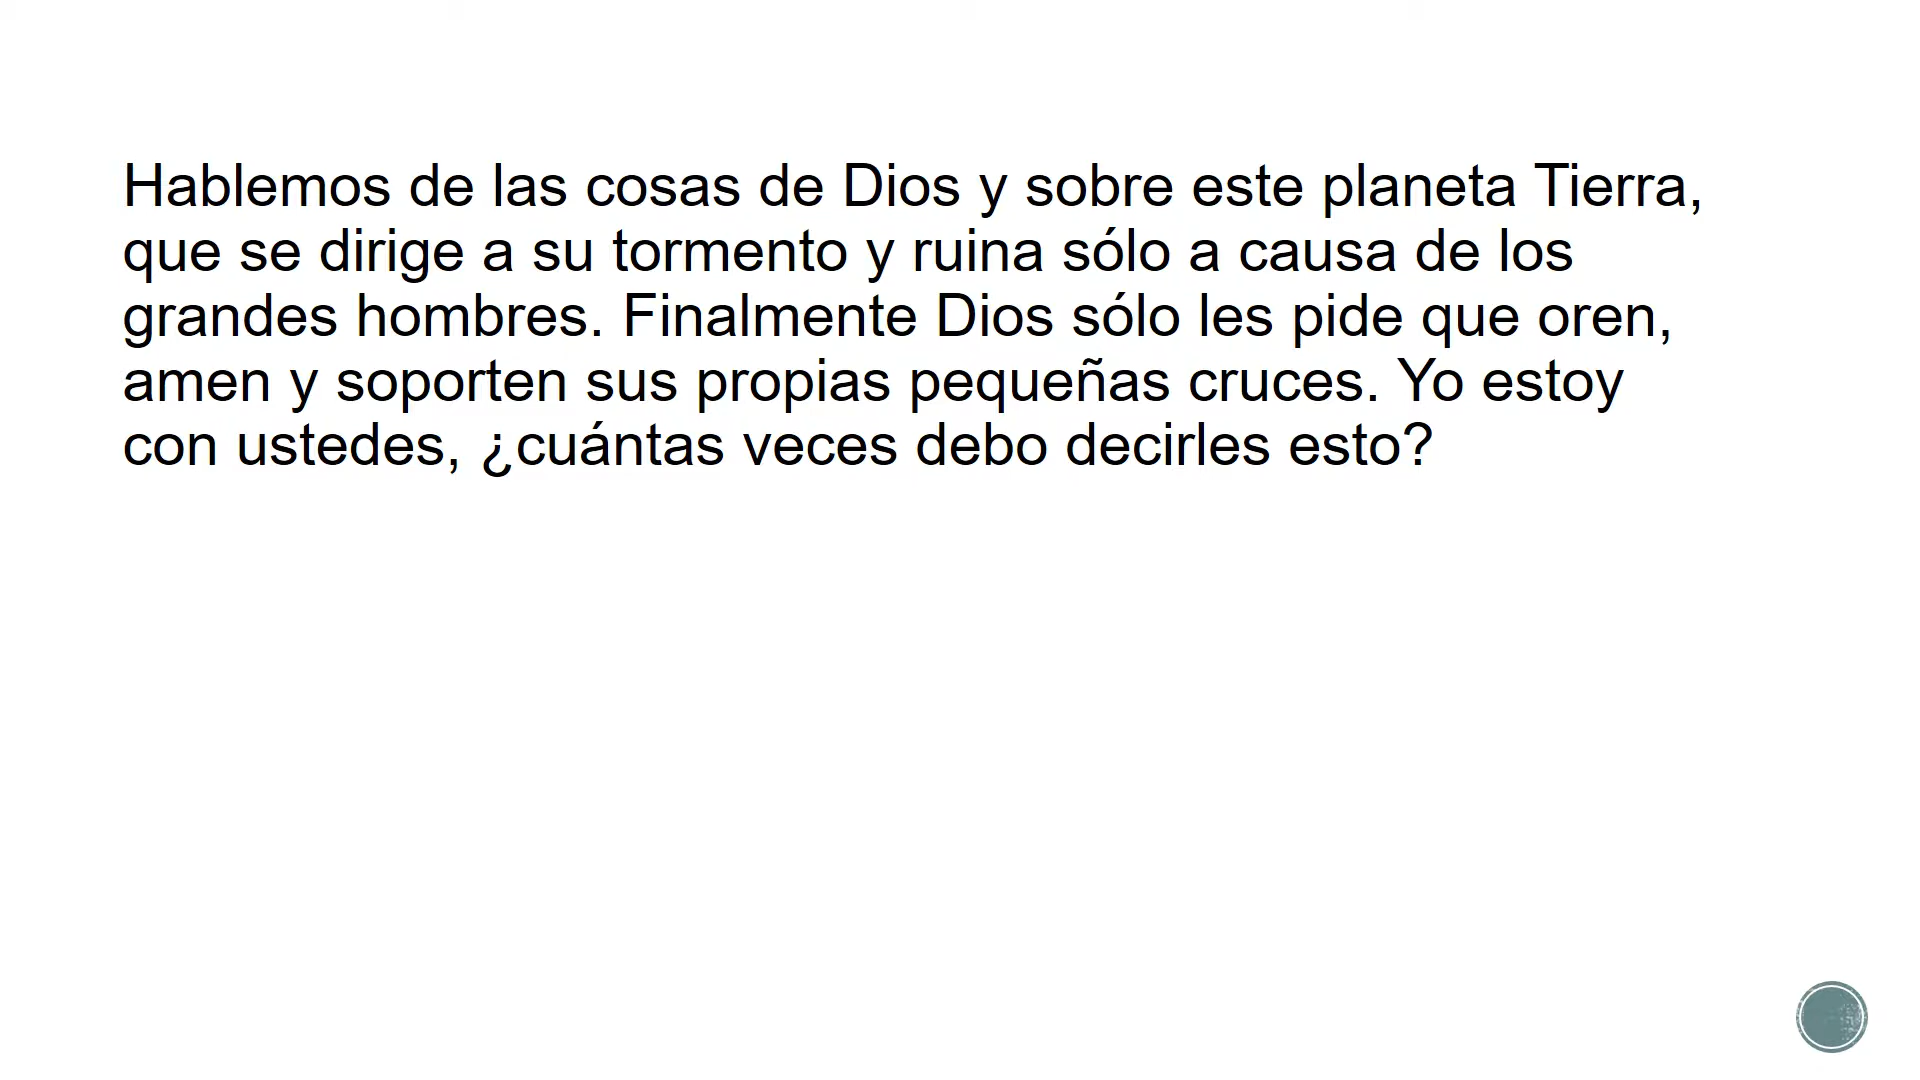 Hablemos de las cosas de Dios y sobre este planeta Tierra,
que se dirige a su tormento y ruina sólo a causa de los
grandes hombres. Finalmente Dios sólo les pide que oren,
amen y soporten sus propias pequeñas cruces. Yo estoy
con ustedes, ¿cuántas veces debo decirles esto?